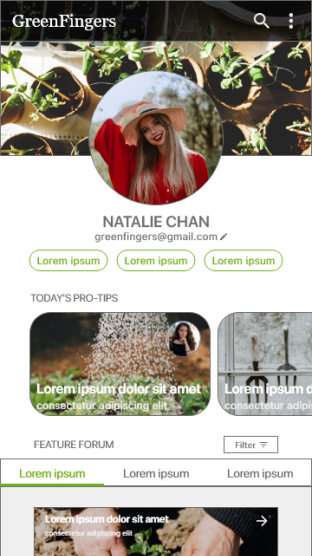 GreenFingers
NATALIE CHAN
greenfingers@gmail.com
Lorem ipsum Lorem ipsum Lorem ipsum
TODAY'S PRO-TIPS
Lorem ipsum dolor sit amet
consectetur adipiscing elit
Lorem ipsum d
consectetur adipis
FEATURE FORUM
Filter
Lorem ipsum Lorem ipsum Lorem ipsum
Lorem ipsum dolor sit amet
consectetur adipiscing elit